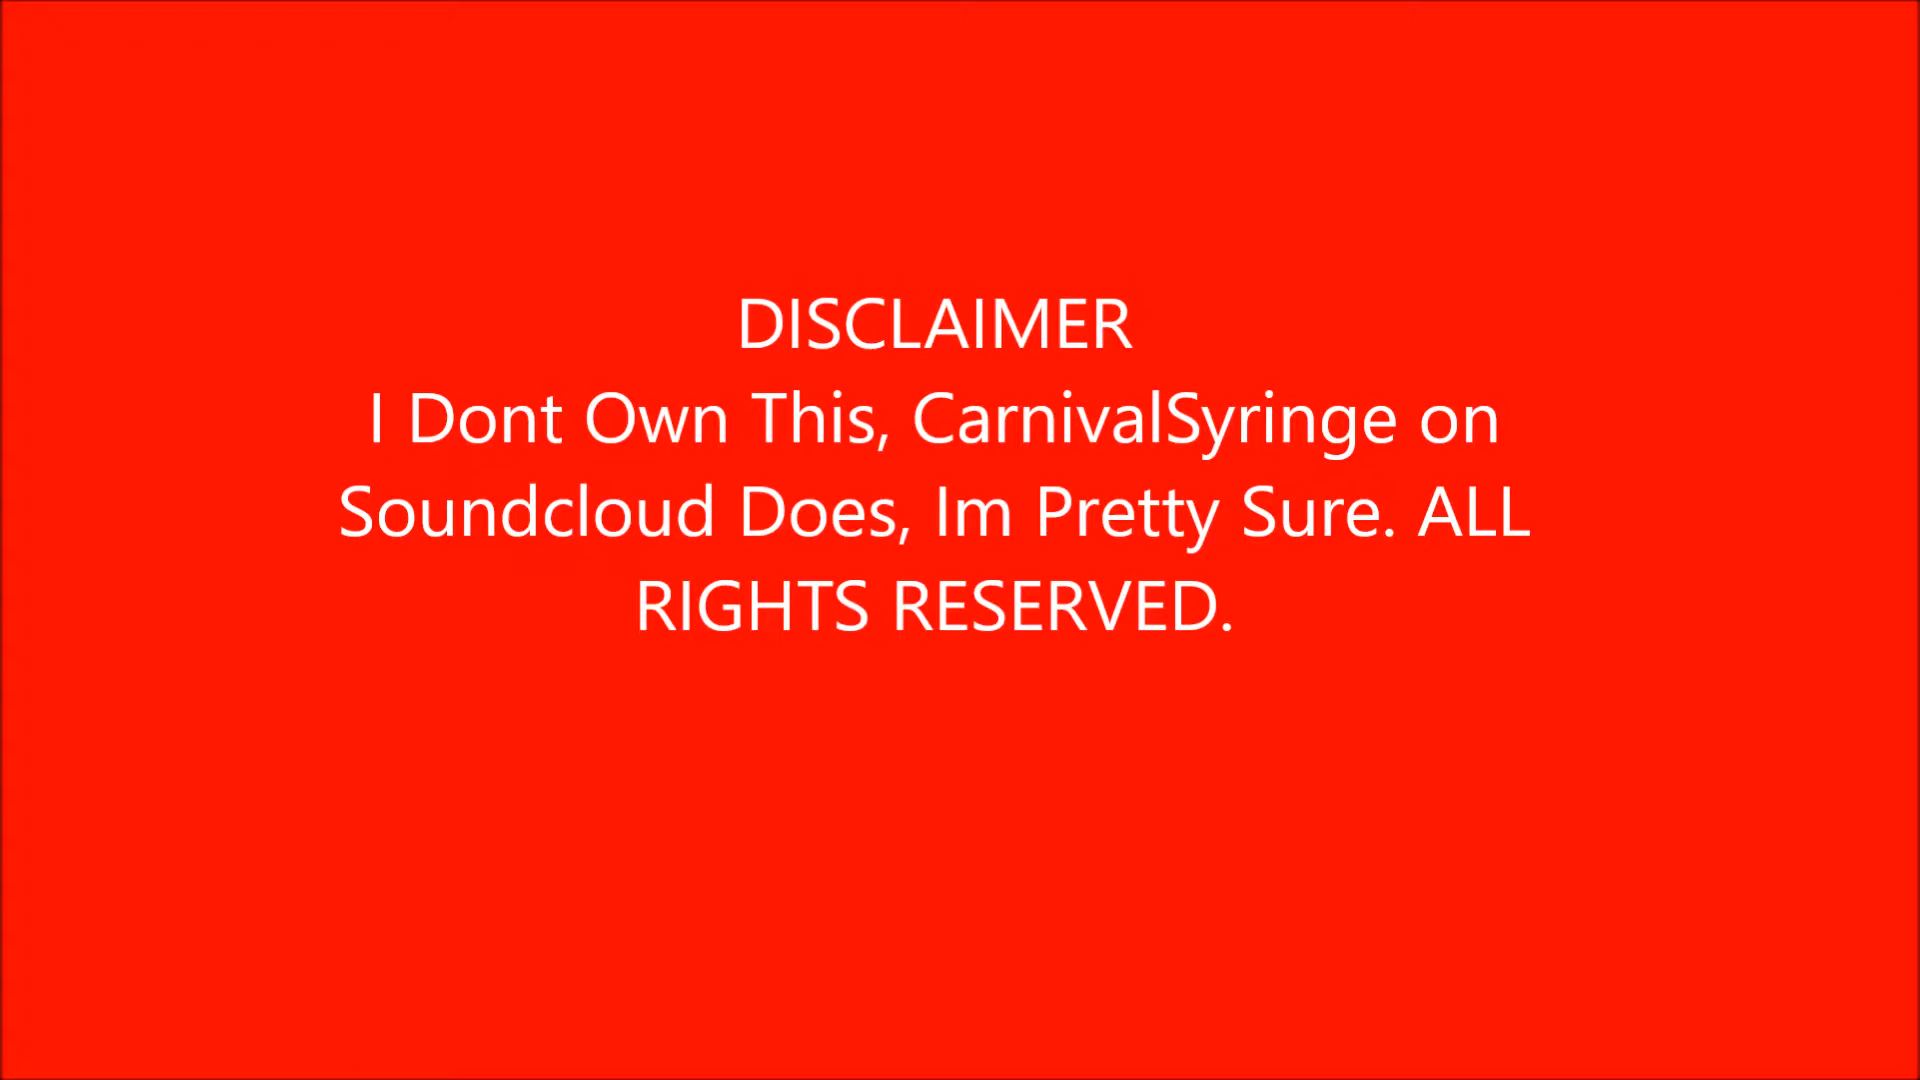 DISCLAIMER
I Dont Own This, CarnivalSyringe on
Soundcloud Does, Im Pretty Sure. ALL
RIGHTS RESERVED.